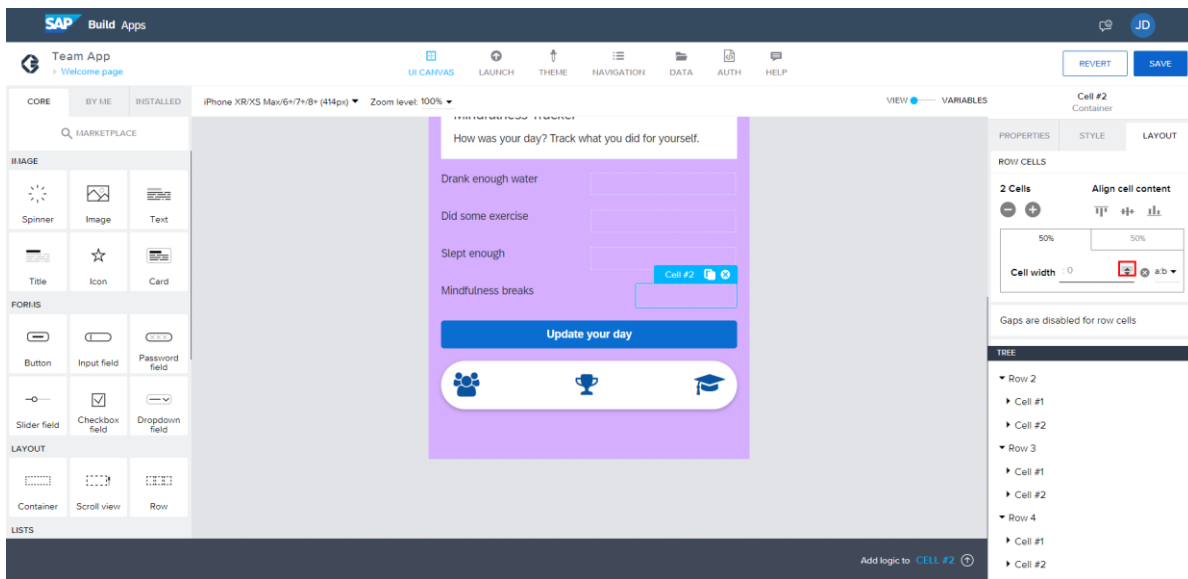 SAP Build Apps
JD
Team App
Welcome page
UI CANVAS LAUNCH THEME NAVIGATION DATA AUTH HELP
REVERT SAVE
CORE BY ME INSTALLED
iPhone XR/XS Max/6+/7+/8+ (414px) Zoom level: 100%
VIEW VARIABLES
Cell #2
Container
MARKETPLACE
PROPERTIES STYLE LAYOUT
IMAGE
Spinner Image Text
Title Icon Card
FORMS
Button Input field Password field
Slider field Checkbox field Dropdown field
LAYOUT
Container Scroll view Row
LISTS
Mindfulness Tracker
How was your day? Track what you did for yourself.
Drank enough water
Did some exercise
Slept enough
Cell #2
Mindfulness breaks
Update your day
ROW CELLS
2 Cells Align cell content
50% 50%
Cell width : 0 a:b
Gaps are disabled for row cells
TREE
Row 2
Cell #1
Cell #2
Row 3
Cell #1
Cell #2
Row 4
Cell #1
Cell #2
Add logic to CELL #2